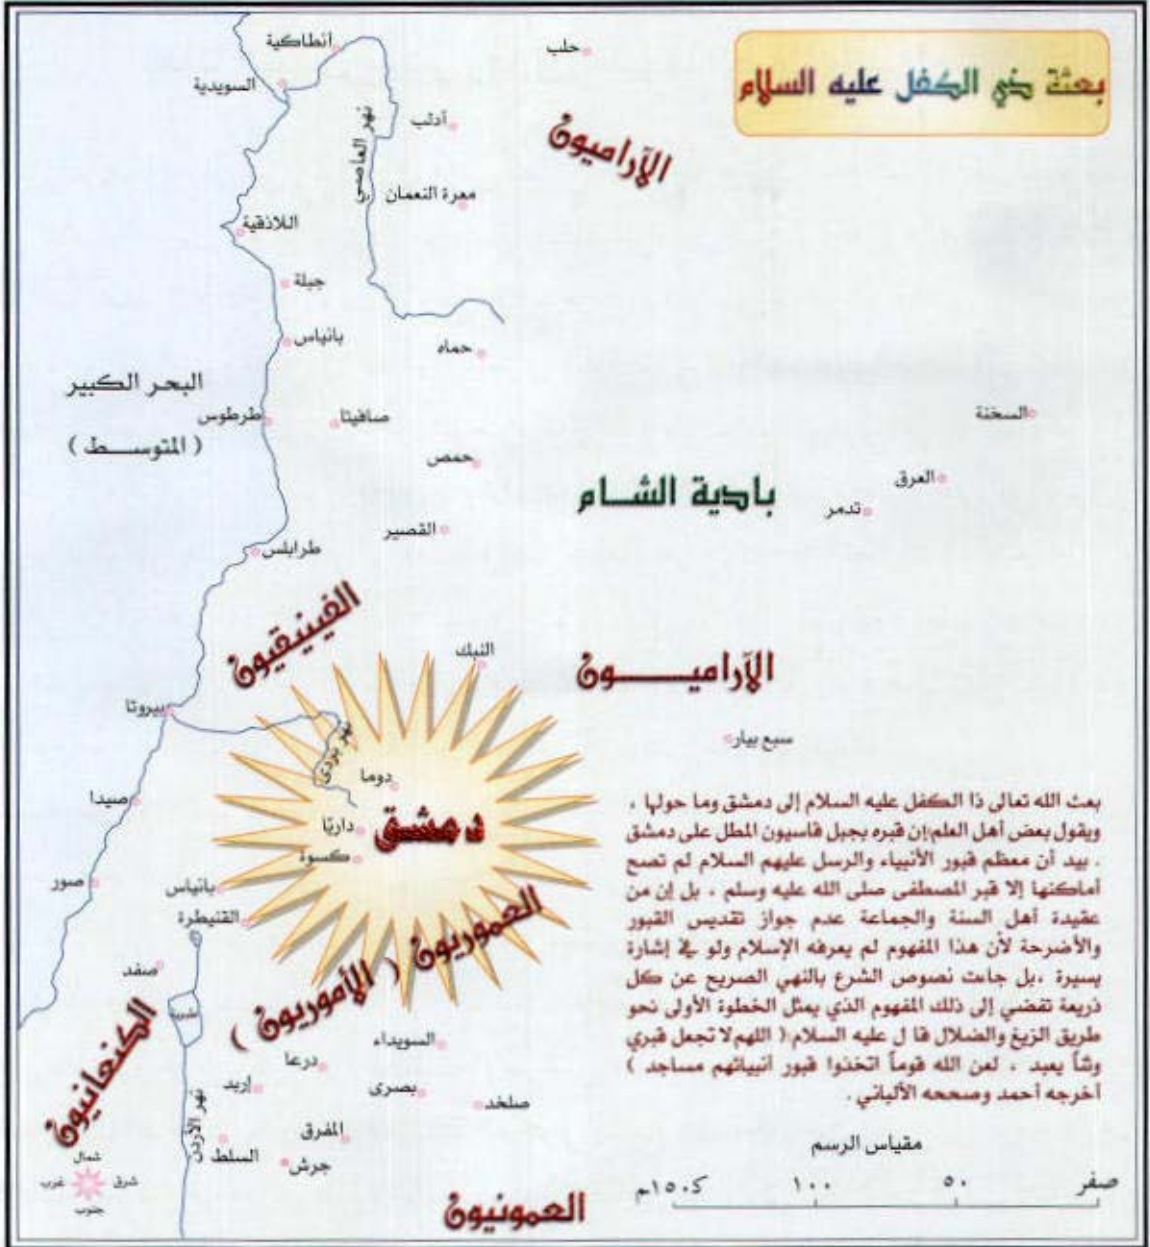 بعثة ذي الكفل عليه السلام
حلب
أنطاكية
السويدية
أدلب
نهر العاصي
الآراميون
معرة النعمان
اللاذقية
جبلة
بانياس
حماه
البحر الكبير
( المتوســط )
طرطوس
صافيتا
السخنة
حمص
العرق
بادية الشــام
تدمر
القصير
طرابلس
الفينيقيون
النبك
الآراميـــــون
بيروتا
نهر بردى
سبع بيار
دوما
صيدا
داريّا
دمشق
كسوة
صور
بانياس
القنيطرة
العموريون ( الأموريون )
صفد
طبرية
الكنعانيون
السويداء
درعا
إربد
بصرى
صلخد
نهر الأردن
المفرق
السلط
جرش
العمونيون
شمال
شرق
غرب
جنوب
بعث الله تعالى ذا الكفل عليه السلام إلى دمشق وما حولها ،
ويقول بعض أهل العلم:إن قبره بجبل قاسيون المطل على دمشق
. بيد أن معظم قبور الأنبياء والرسل عليهم السلام لم تصح
أماكنها إلا قبر المصطفى صلى الله عليه وسلم ، بل إن من
عقيدة أهل السنة والجماعة عدم جواز تقديس القبور
والأضرحة لأن هذا المفهوم لم يعرفه الإسلام ولو في إشارة
يسيرة ،بل جاءت نصوص الشرع بالنهي الصريح عن كل
ذريعة تفضي إلى ذلك المفهوم الذي يمثل الخطوة الأولى نحو
طريق الزيغ والضلال قا ل عليه السلام:( اللهم لا تجعل قبري
وثناً يعبد ، لعن الله قوماً اتخذوا قبور أنبيائهم مساجد )
أخرجه أحمد وصححه الألباني .
مقياس الرسم
صفر ٥٠ ١٠٠ ١٥٠كم